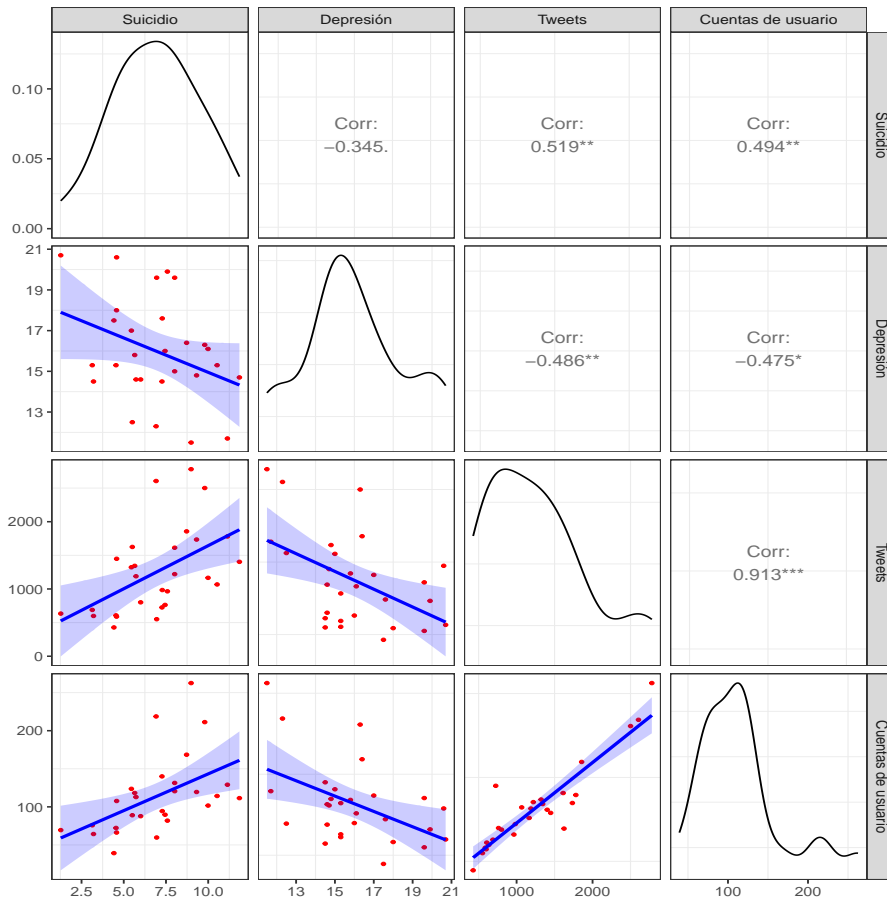 Suicidio
Depresión
Tweets
Cuentas de usuario
0.10
0.05
0.00
Corr:
−0.345.
Corr:
0.519**
Corr:
0.494**
Suicidio
21
19
17
15
13
Corr:
−0.486**
Corr:
−0.475*
Depresión
2000
1000
0
Corr:
0.913***
Tweets
200
100
Cuentas de usuario
2.5
5.0
7.5
10.0
13
15
17
19
21
1000
2000
100
200